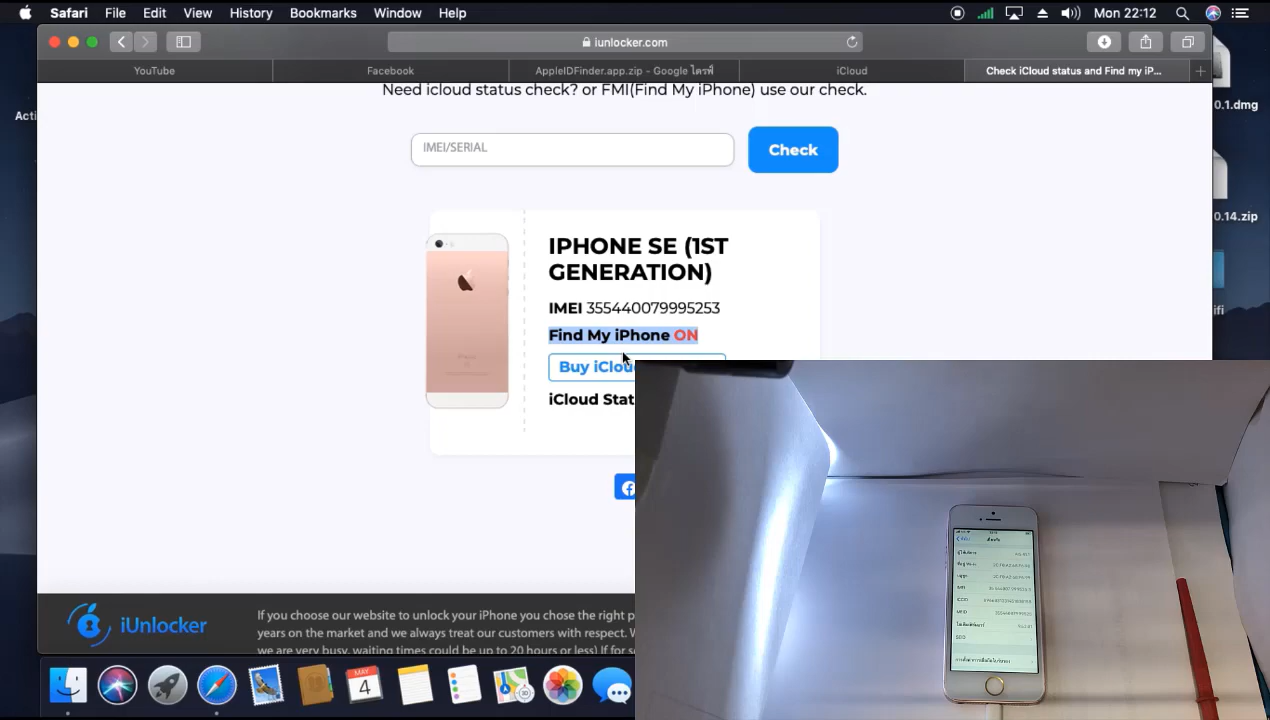 Safari File Edit View History Bookmarks Window Help Mon 22:12
iunlocker.com
YouTube Facebook AppleIDFinder.app.zip - Google ไดรฟ์ iCloud Check iCloud status and Find my iP...
0.1.dmg
Acti
Need icloud status check? or FMI(Find My iPhone) use our check.
IMEI/SERIAL Check
0.14.zip
IPHONE SE (1ST
GENERATION)
IMEI 355440079995253
ifi
Find My iPhone ON
Buy iClou
iCloud Stat
iUnlocker
If you choose our website to unlock your iPhone you chose the right p
years on the market and we always treat our customers with respect. W
we are very busy, waiting times could be up to 20 hours or less) If for s
MAY
4